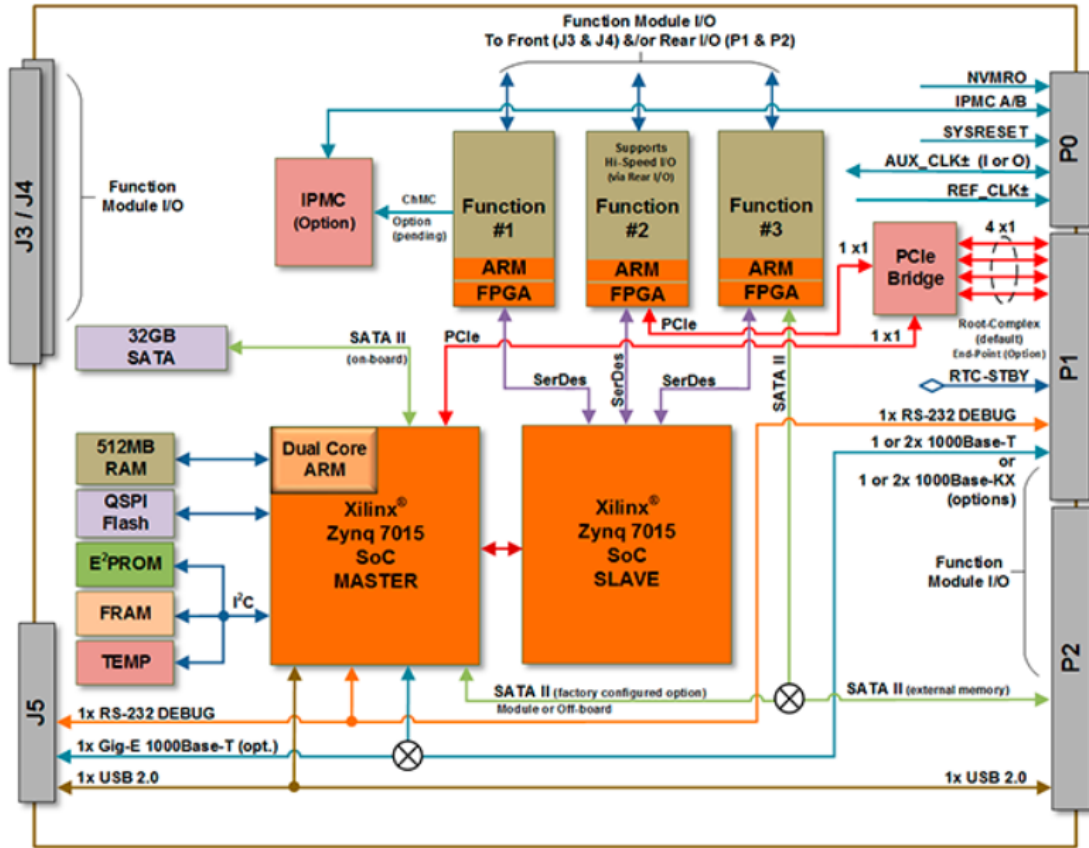 Function Module I/O
To Front (J3 & J4) &/or Rear I/O (P1 & P2)
J3 / J4
Function
Module I/O
NVMRO
IPMC A/B
SYSRESET
AUX_CLK± (I or O)
REF_CLK±
P0
IPMC
(Option)
ChMC
Option
(pending)
Function
#1
ARM
FPGA
Supports
Hi-Speed I/O
(via Rear I/O)
Function
#2
ARM
FPGA
Function
#3
ARM
FPGA
1 x1
PCIe
Bridge
4 x1
1 x1
Root-Complex
(default)
End-Point (Option)
P1
32GB
SATA
SATA II
(on-board)
PCIe
PCIe
SerDes
SerDes
SerDes
SATA II
RTC-STBY
1x RS-232 DEBUG
1 or 2x 1000Base-T
or
1 or 2x 1000Base-KX
(options)
512MB
RAM
QSPI
Flash
E²PROM
FRAM
TEMP
I²C
Dual Core
ARM
Xilinx®
Zynq 7015
SoC
MASTER
Xilinx®
Zynq 7015
SoC
SLAVE
Function
Module I/O
P2
SATA II (factory configured option)
Module or Off-board
SATA II (external memory)
J5
1x RS-232 DEBUG
1x Gig-E 1000Base-T (opt.)
1x USB 2.0
1x USB 2.0